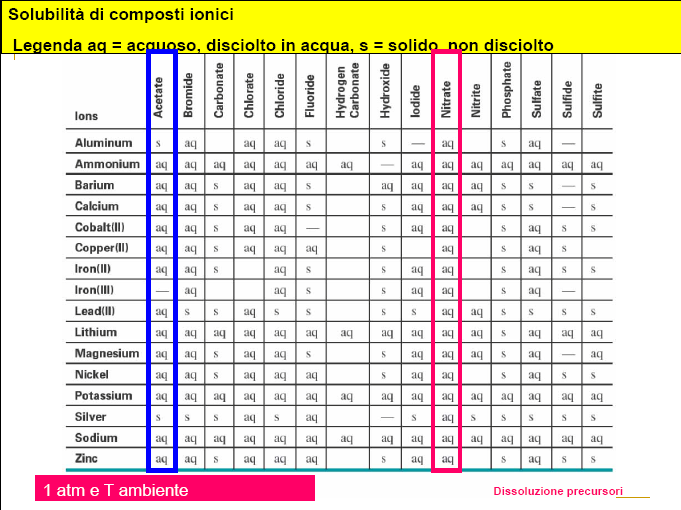 Solubilità di composti ionici
Legenda aq = acquoso, disciolto in acqua, s = solido non disciolto
Ions Acetate Bromide Carbonate Chlorate Chloride Fluoride Hydrogen Carbonate Hydroxide Iodide Nitrate Nitrite Phosphate Sulfate Sulfide Sulfite
Aluminum s aq aq aq s s — aq s aq —
Ammonium aq aq aq aq aq aq aq — aq aq aq aq aq aq aq
Barium aq aq s aq aq s aq aq aq aq s s — s
Calcium aq aq s aq aq s s aq aq aq s s — s
Cobalt(II) aq aq s aq aq — s aq aq s aq s s
Copper(II) aq aq s aq aq aq s aq s aq s
Iron(II) aq aq s aq s s aq aq s aq s s
Iron(III) — aq aq s s aq aq s aq —
Lead(II) aq s s aq s s s s aq aq s s s s
Lithium aq aq aq aq aq aq aq aq aq aq aq s aq aq aq
Magnesium aq aq s aq aq s s aq aq aq s aq — aq
Nickel aq aq s aq aq aq s aq aq s aq s s
Potassium aq aq aq aq aq aq aq aq aq aq aq aq aq aq aq
Silver s s s aq s aq — s aq s s s s s
Sodium aq aq aq aq aq aq aq aq aq aq aq aq aq aq aq
Zinc aq aq s aq aq aq s aq aq s aq s s
1 atm e T ambiente
Dissoluzione precursori